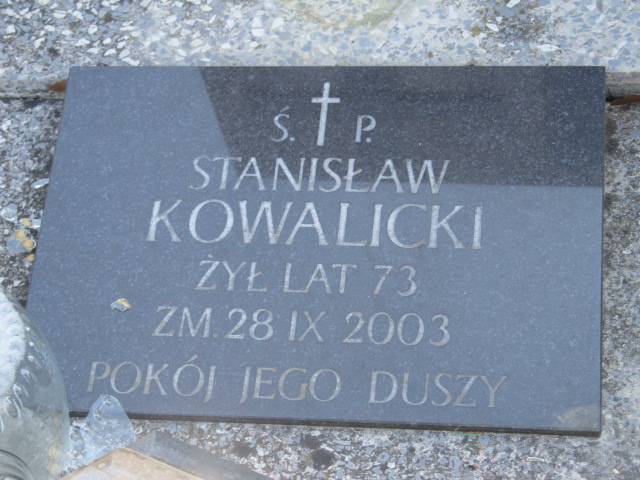 Ś. P.
STANISŁAW
KOWALICKI
ŻYŁ LAT 73
ZM. 28 IX 2003
POKÓJ JEGO DUSZY